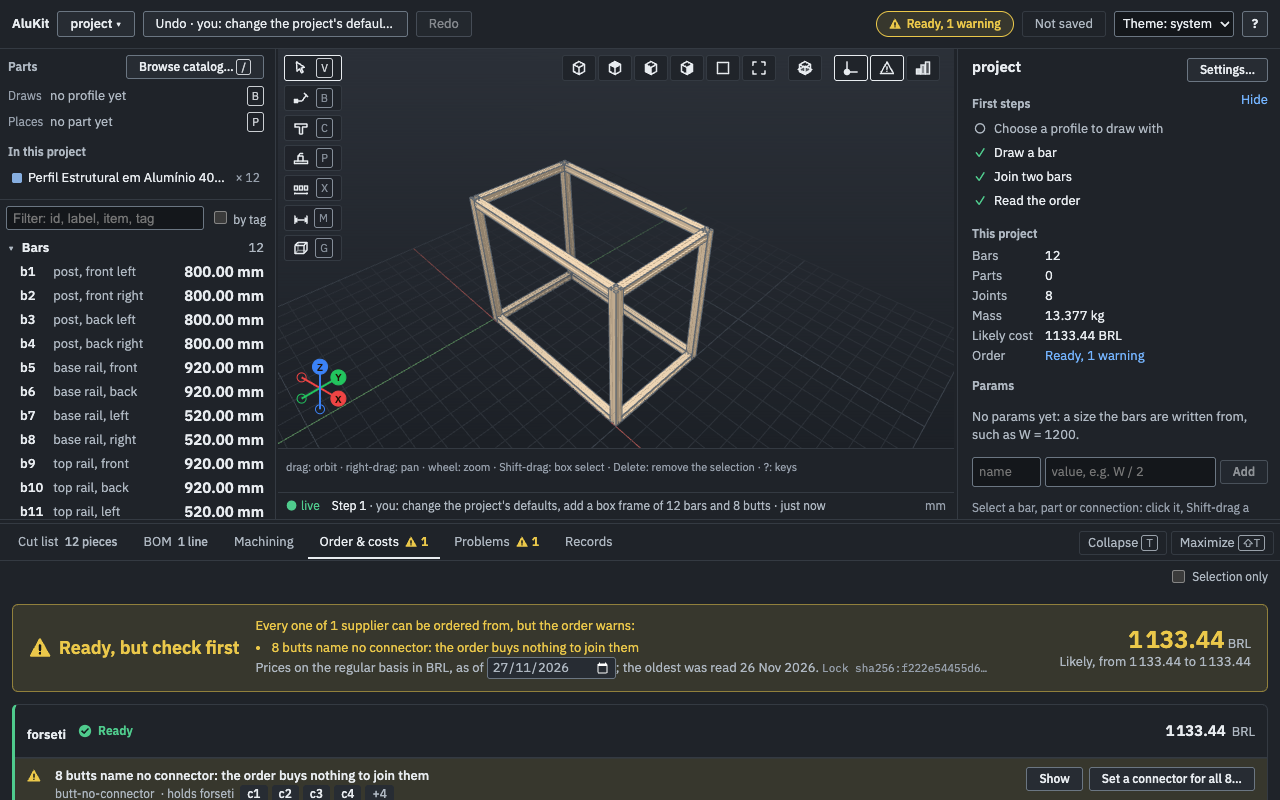 AluKit project ▾ Undo · you: change the project's defaul... Redo Ready, 1 warning Not saved Theme: system ?
Parts Browse catalog... /
Draws no profile yet B
Places no part yet P
In this project
Perfil Estrutural em Alumínio 40... × 12
Filter: id, label, item, tag by tag
▾ Bars 12
b1 post, front left 800.00 mm
b2 post, front right 800.00 mm
b3 post, back left 800.00 mm
b4 post, back right 800.00 mm
b5 base rail, front 920.00 mm
b6 base rail, back 920.00 mm
b7 base rail, left 520.00 mm
b8 base rail, right 520.00 mm
b9 top rail, front 920.00 mm
b10 top rail, back 920.00 mm
b11 top rail, left 520.00 mm
V
B
C
P
X
M
G
Z
Y
X
drag: orbit · right-drag: pan · wheel: zoom · Shift-drag: box select · Delete: remove the selection · ?: keys
live Step 1 · you: change the project's defaults, add a box frame of 12 bars and 8 butts · just now mm
project Settings...
First steps Hide
Choose a profile to draw with
Draw a bar
Join two bars
Read the order
This project
Bars 12
Parts 0
Joints 8
Mass 13.377 kg
Likely cost 1133.44 BRL
Order Ready, 1 warning
Params
No params yet: a size the bars are written from,
such as W = 1200.
name value, e.g. W / 2 Add
Select a bar, part or connection: click it, Shift-drag a
Cut list 12 pieces BOM 1 line Machining Order & costs 1 Problems 1 Records Collapse T Maximize ⇧T
Selection only
Ready, but check first
Every one of 1 supplier can be ordered from, but the order warns:
• 8 butts name no connector: the order buys nothing to join them
Prices on the regular basis in BRL, as of 27/11/2026 ; the oldest was read 26 Nov 2026. Lock sha256:f222e54455d6…
1 133.44 BRL
Likely, from 1 133.44 to 1 133.44
forseti Ready 1 133.44 BRL
8 butts name no connector: the order buys nothing to join them
butt-no-connector · holds forseti c1 c2 c3 c4 +4
Show Set a connector for all 8...